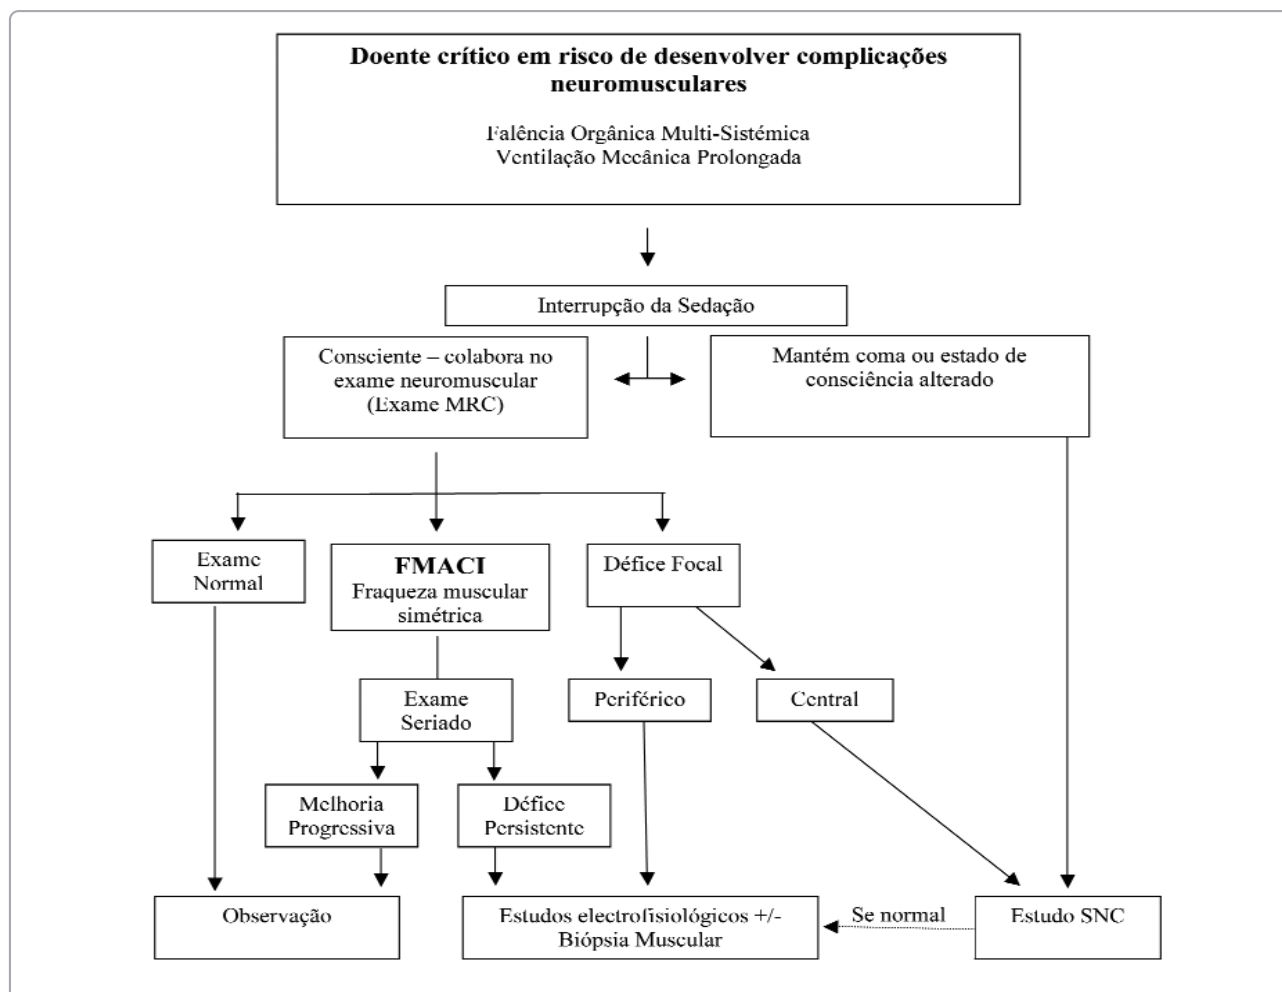 Doente crítico em risco de desenvolver complicações
neuromusculares
Falência Orgânica Multi-Sistémica
Ventilação Mecânica Prolongada
Interrupção da Sedação
Consciente – colabora no
exame neuromuscular
(Exame MRC)
Mantém coma ou estado de
consciência alterado
Exame
Normal
FMACI
Fraqueza muscular
simétrica
Défice Focal
Exame
Seriado
Periférico
Central
Melhoria
Progressiva
Défice
Persistente
Observação
Estudos electrofisiológicos +/-
Biópsia Muscular
Se normal
Estudo SNC